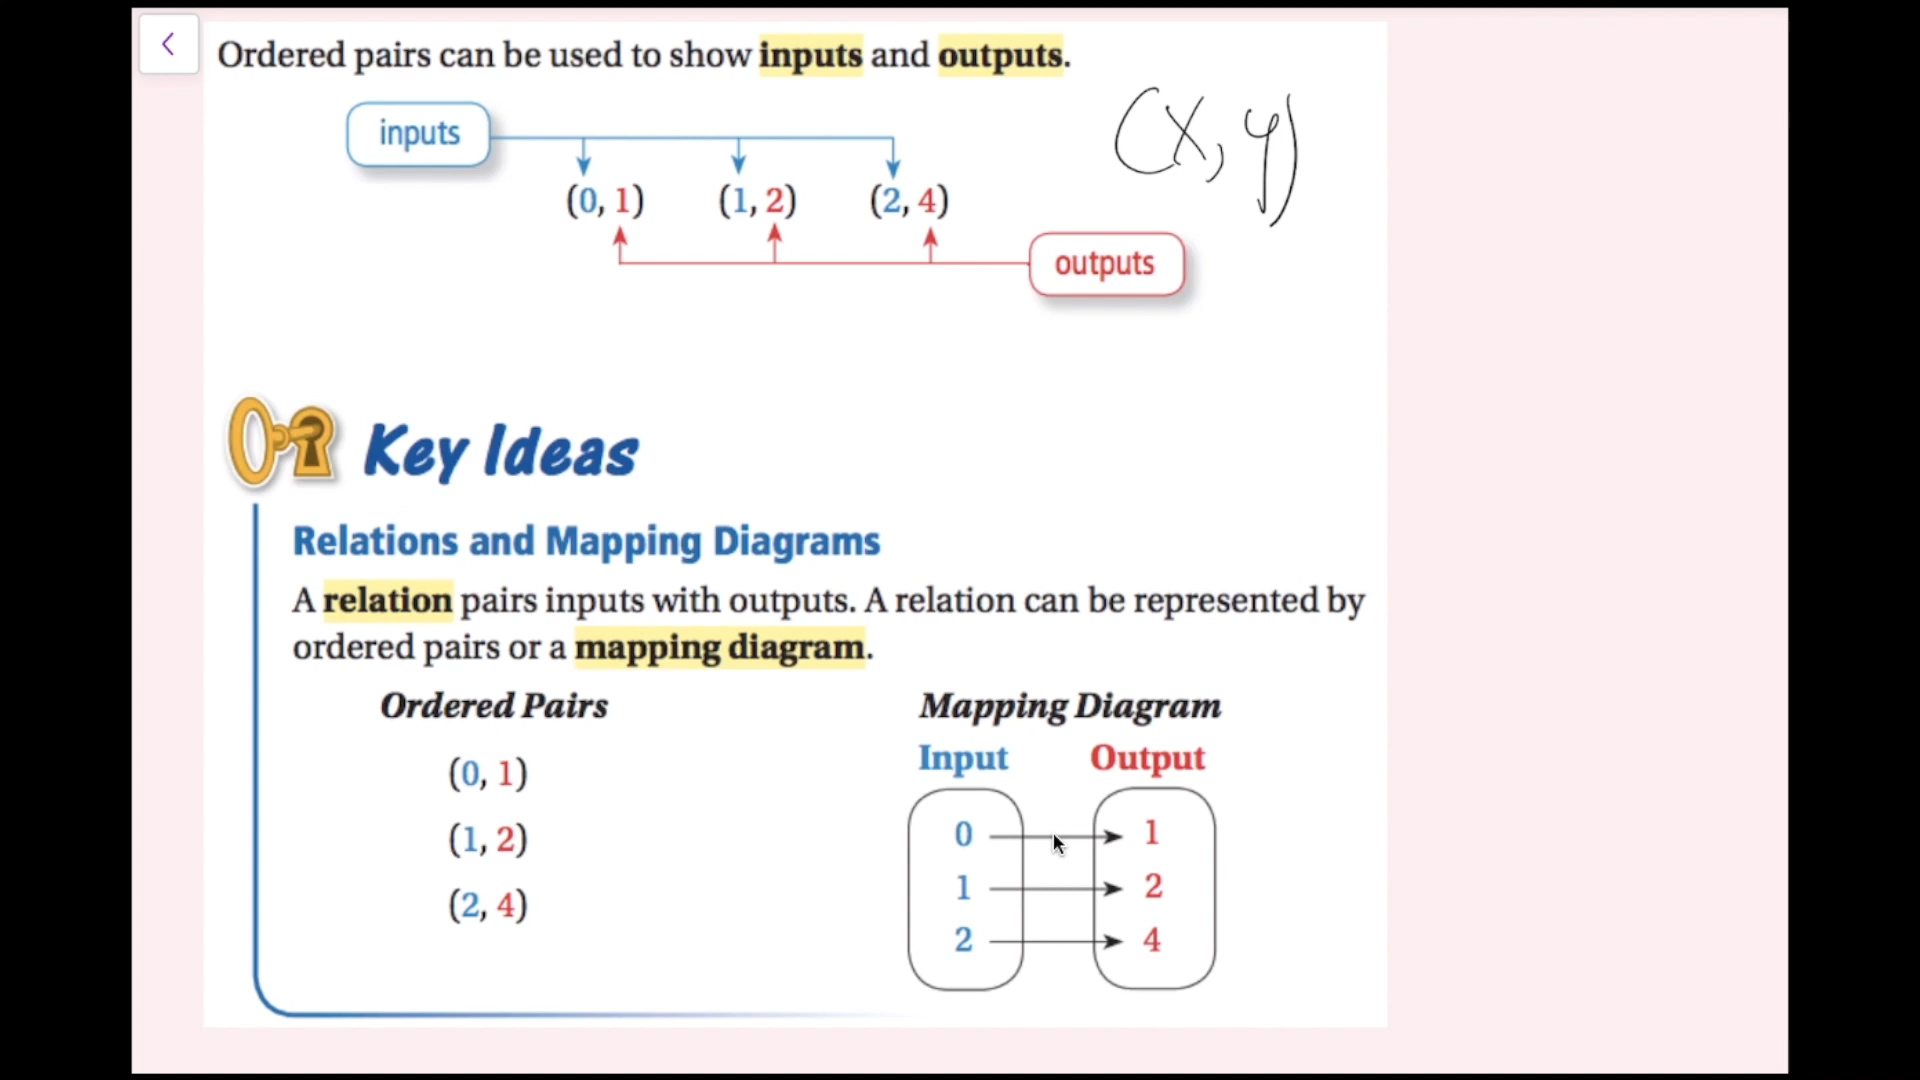 Ordered pairs can be used to show inputs and outputs.
inputs
(x, y)
(0, 1) (1, 2) (2, 4)
outputs
Key Ideas
Relations and Mapping Diagrams
A relation pairs inputs with outputs. A relation can be represented by
ordered pairs or a mapping diagram.
Ordered Pairs
(0, 1)
(1, 2)
(2, 4)
Mapping Diagram
Input Output
0 1
1 2
2 4